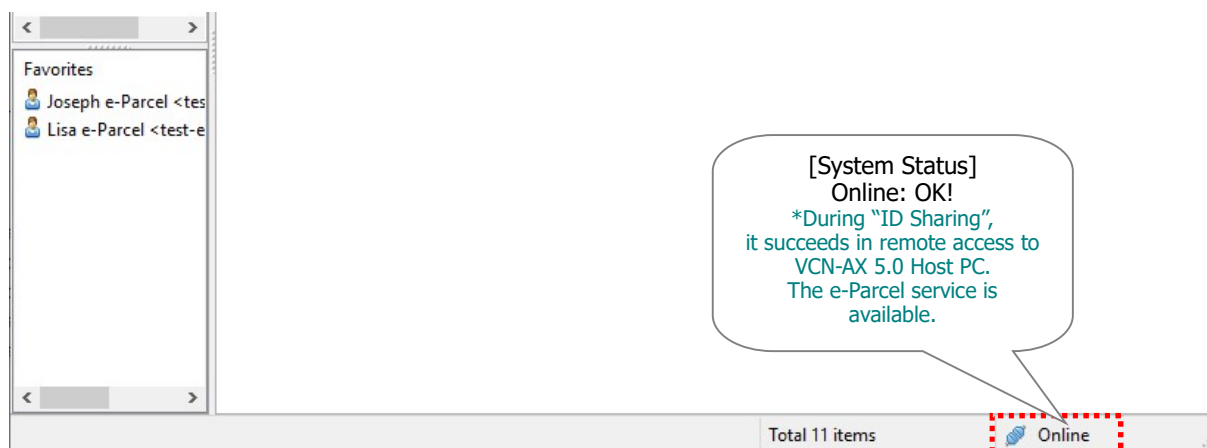 Favorites
Joseph e-Parcel <tes
Lisa e-Parcel <test-e
[System Status]
Online: OK!
*During “ID Sharing”,
it succeeds in remote access to
VCN-AX 5.0 Host PC.
The e-Parcel service is
available.
Total 11 items
Online